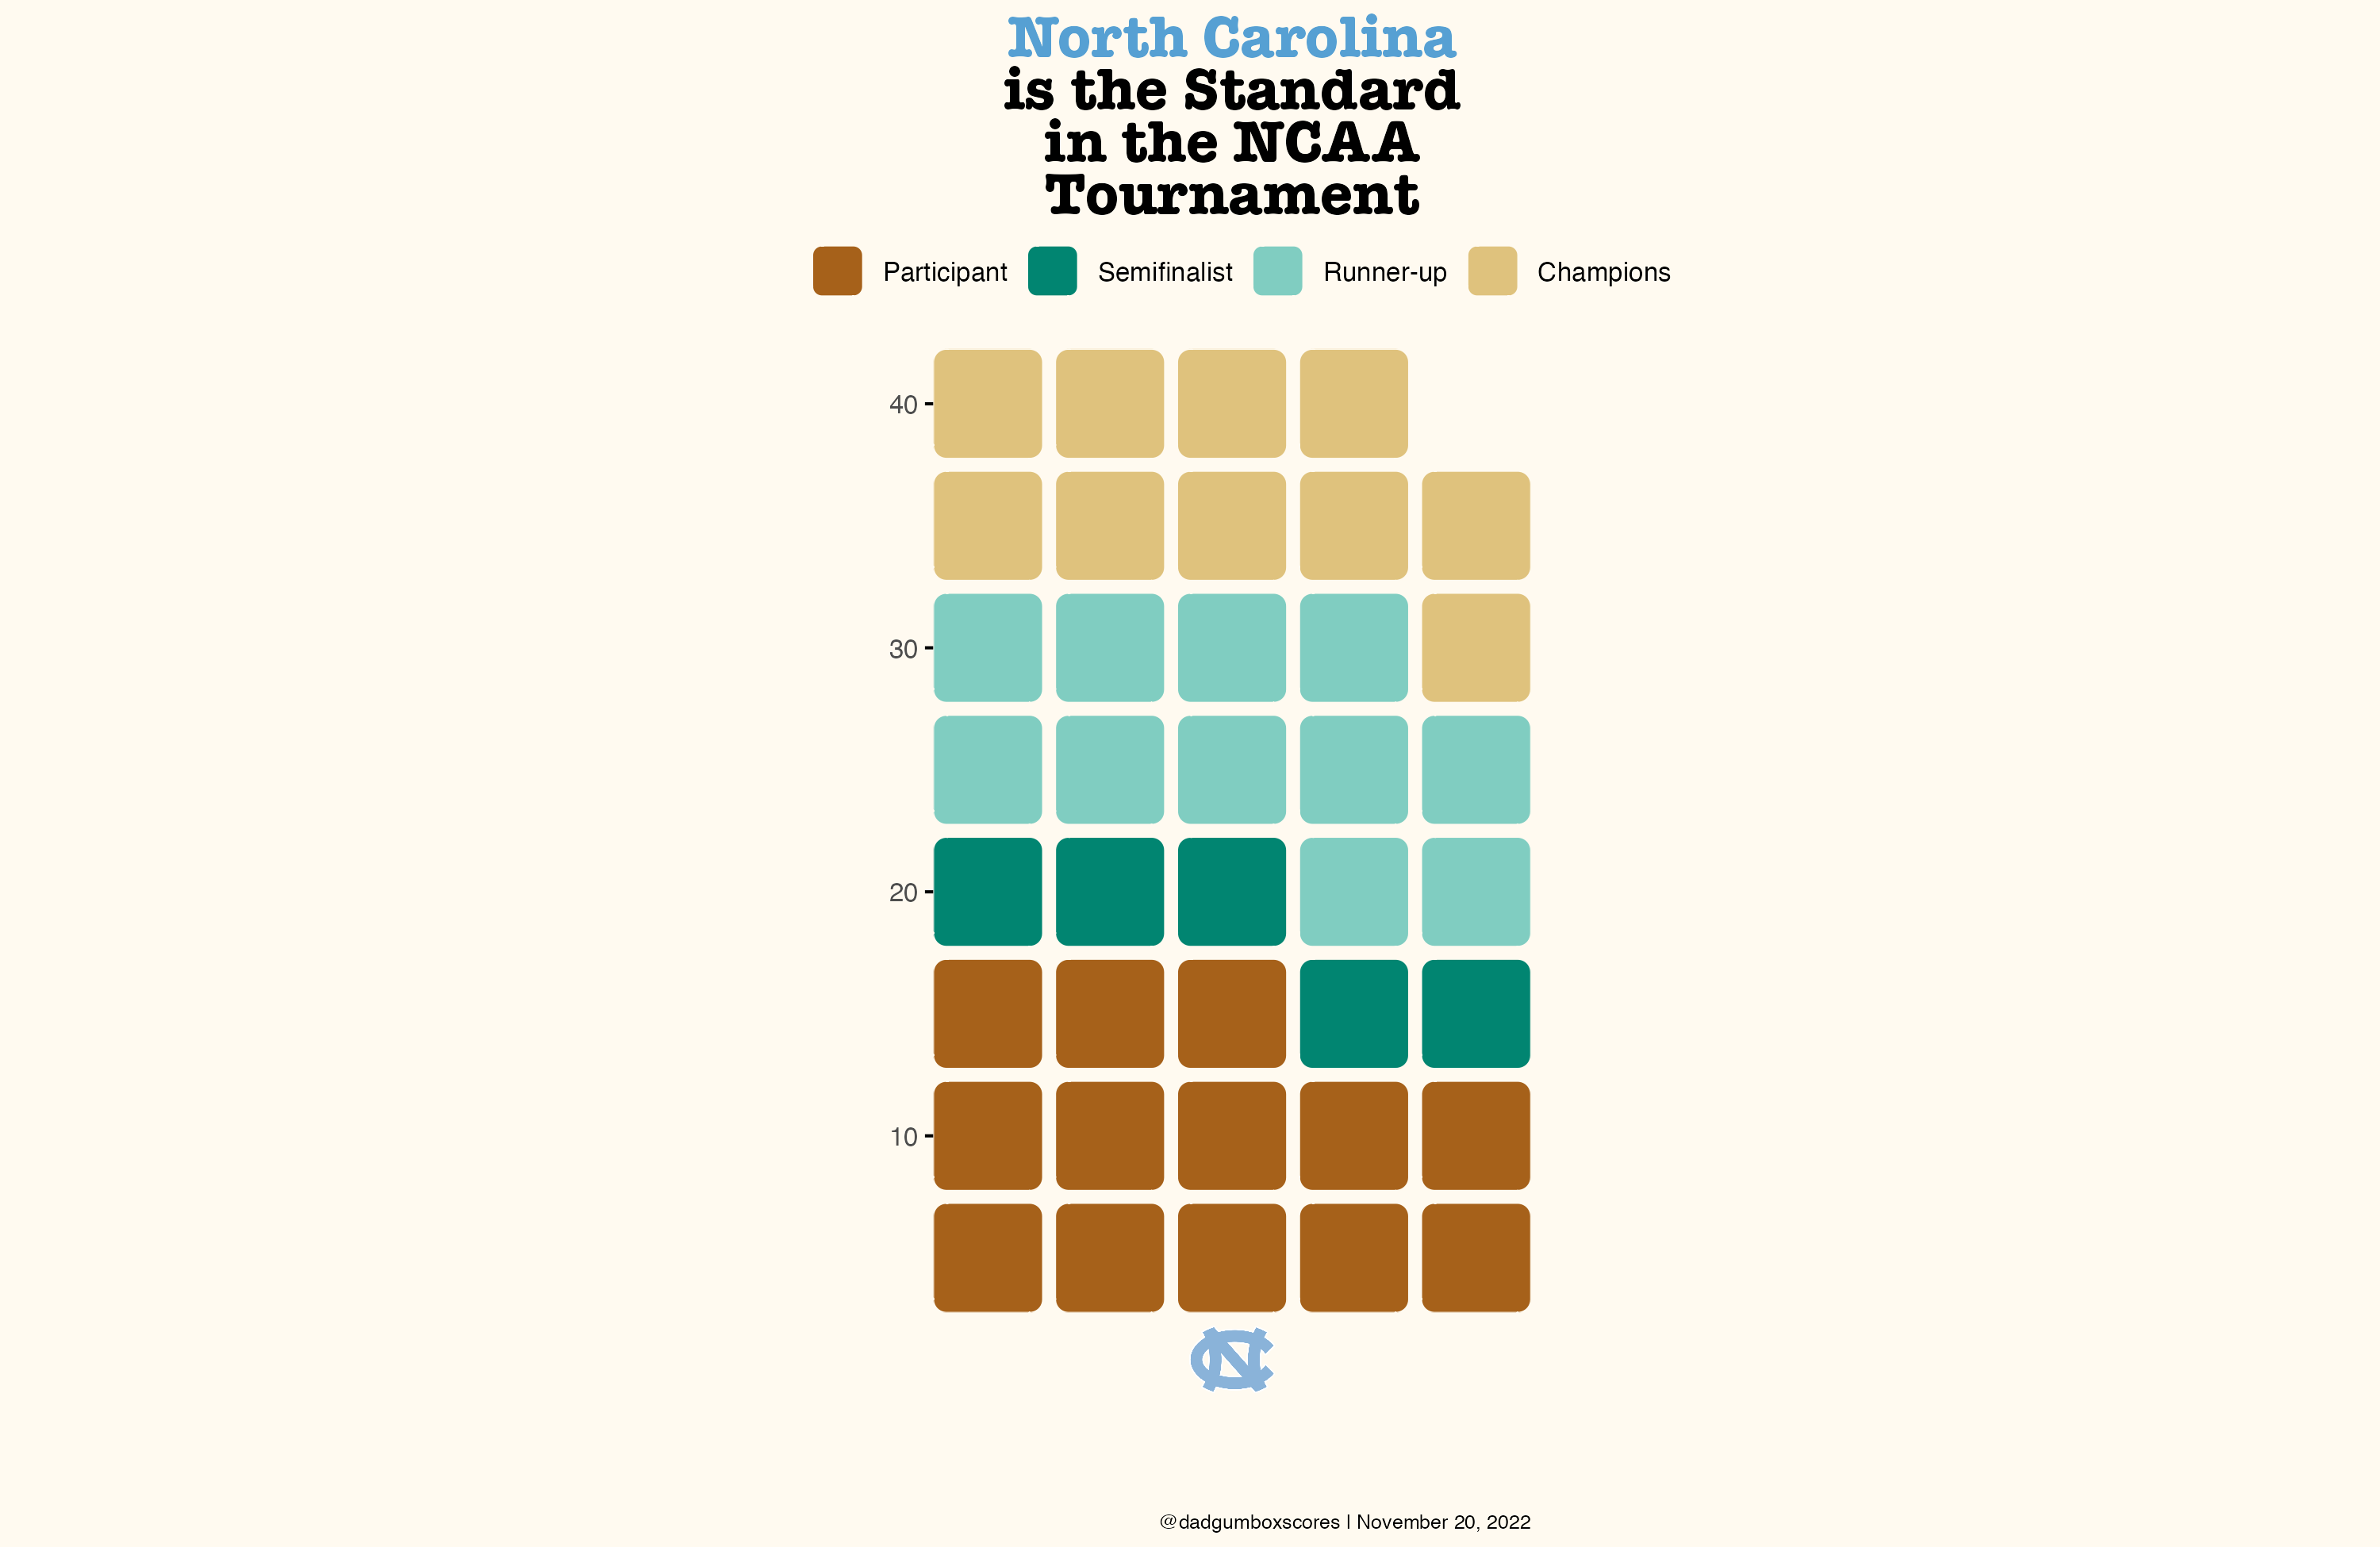 North Carolina
is the Standard
in the NCAA
Tournament
Participant Semifinalist Runner-up Champions
40
30
20
10
NC
@dadgumboxscores | November 20, 2022